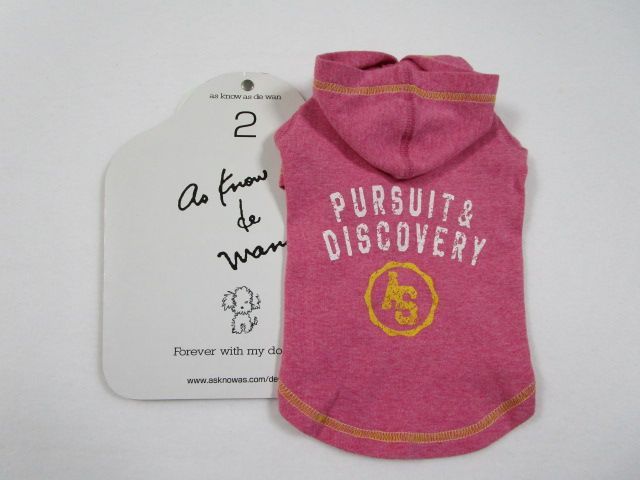 as know as de wan
2
as know
de
wan
Forever with my do
www.asknowas.com/de
PURSUIT &
DISCOVERY
AS